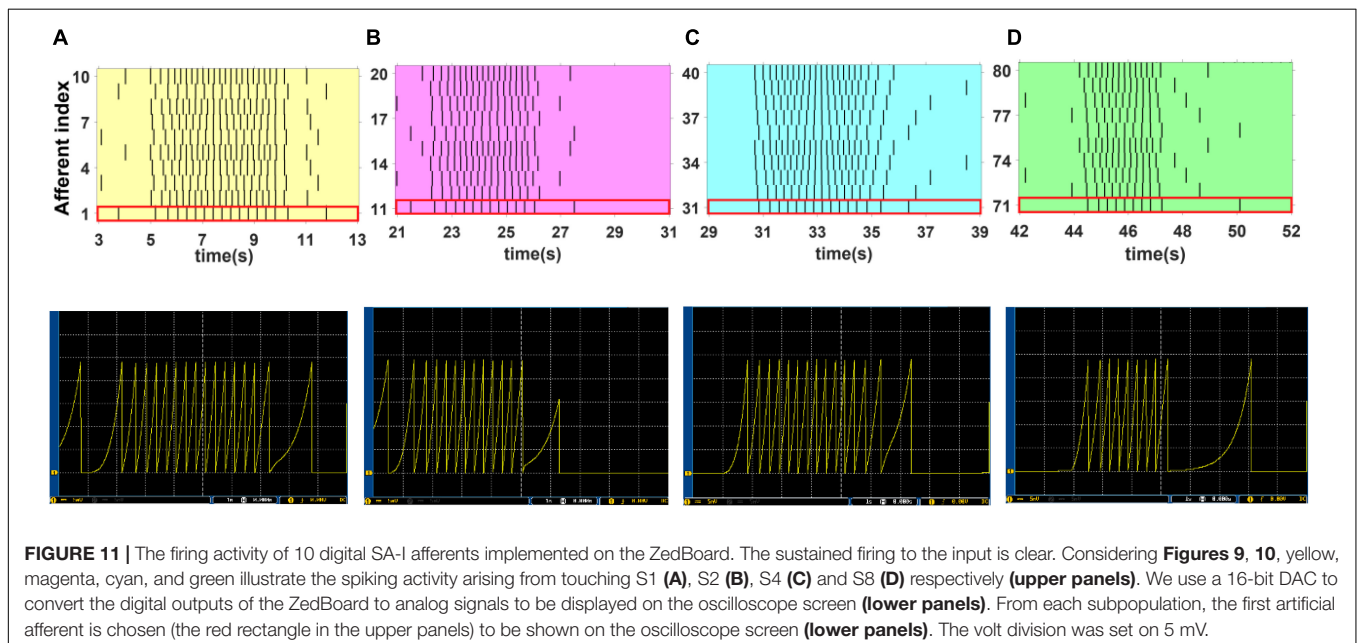 A
B
C
D
Afferent index
10
7
4
1
3 5 7 9 11 13
time(s)
20
17
14
11
21 23 25 27 29 31
time(s)
40
37
34
31
29 31 33 35 37 39
time(s)
80
77
74
71
42 44 46 48 50 52
time(s)
FIGURE 11 | The firing activity of 10 digital SA-I afferents implemented on the ZedBoard. The sustained firing to the input is clear. Considering Figures 9, 10, yellow,
magenta, cyan, and green illustrate the spiking activity arising from touching S1 (A), S2 (B), S4 (C) and S8 (D) respectively (upper panels). We use a 16-bit DAC to
convert the digital outputs of the ZedBoard to analog signals to be displayed on the oscilloscope screen (lower panels). From each subpopulation, the first artificial
afferent is chosen (the red rectangle in the upper panels) to be shown on the oscilloscope screen (lower panels). The volt division was set on 5 mV.